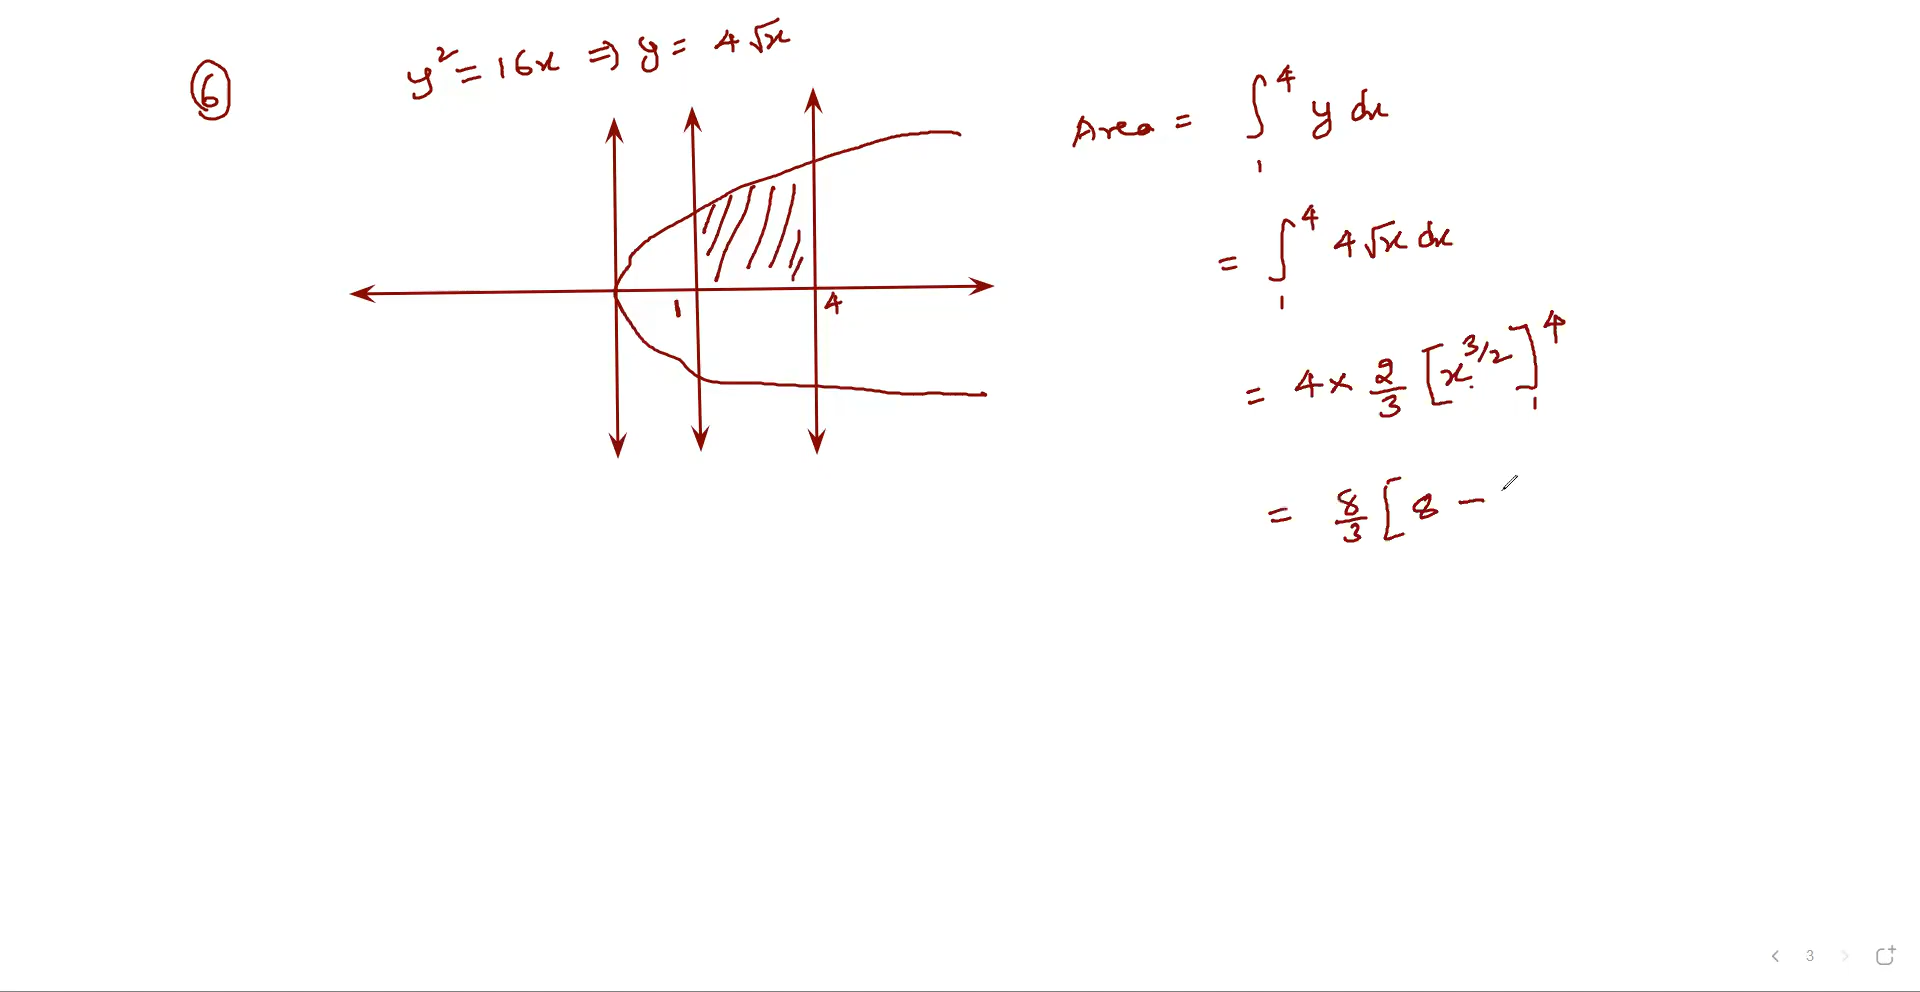 ⑥
y² = 16x ⇒ y = 4√x
1 4
Area = ∫₁⁴ y dx
= ∫₁⁴ 4√x dx
= 4 × 2/3 [x^3/2]₁⁴
= 8/3 [8 −
3